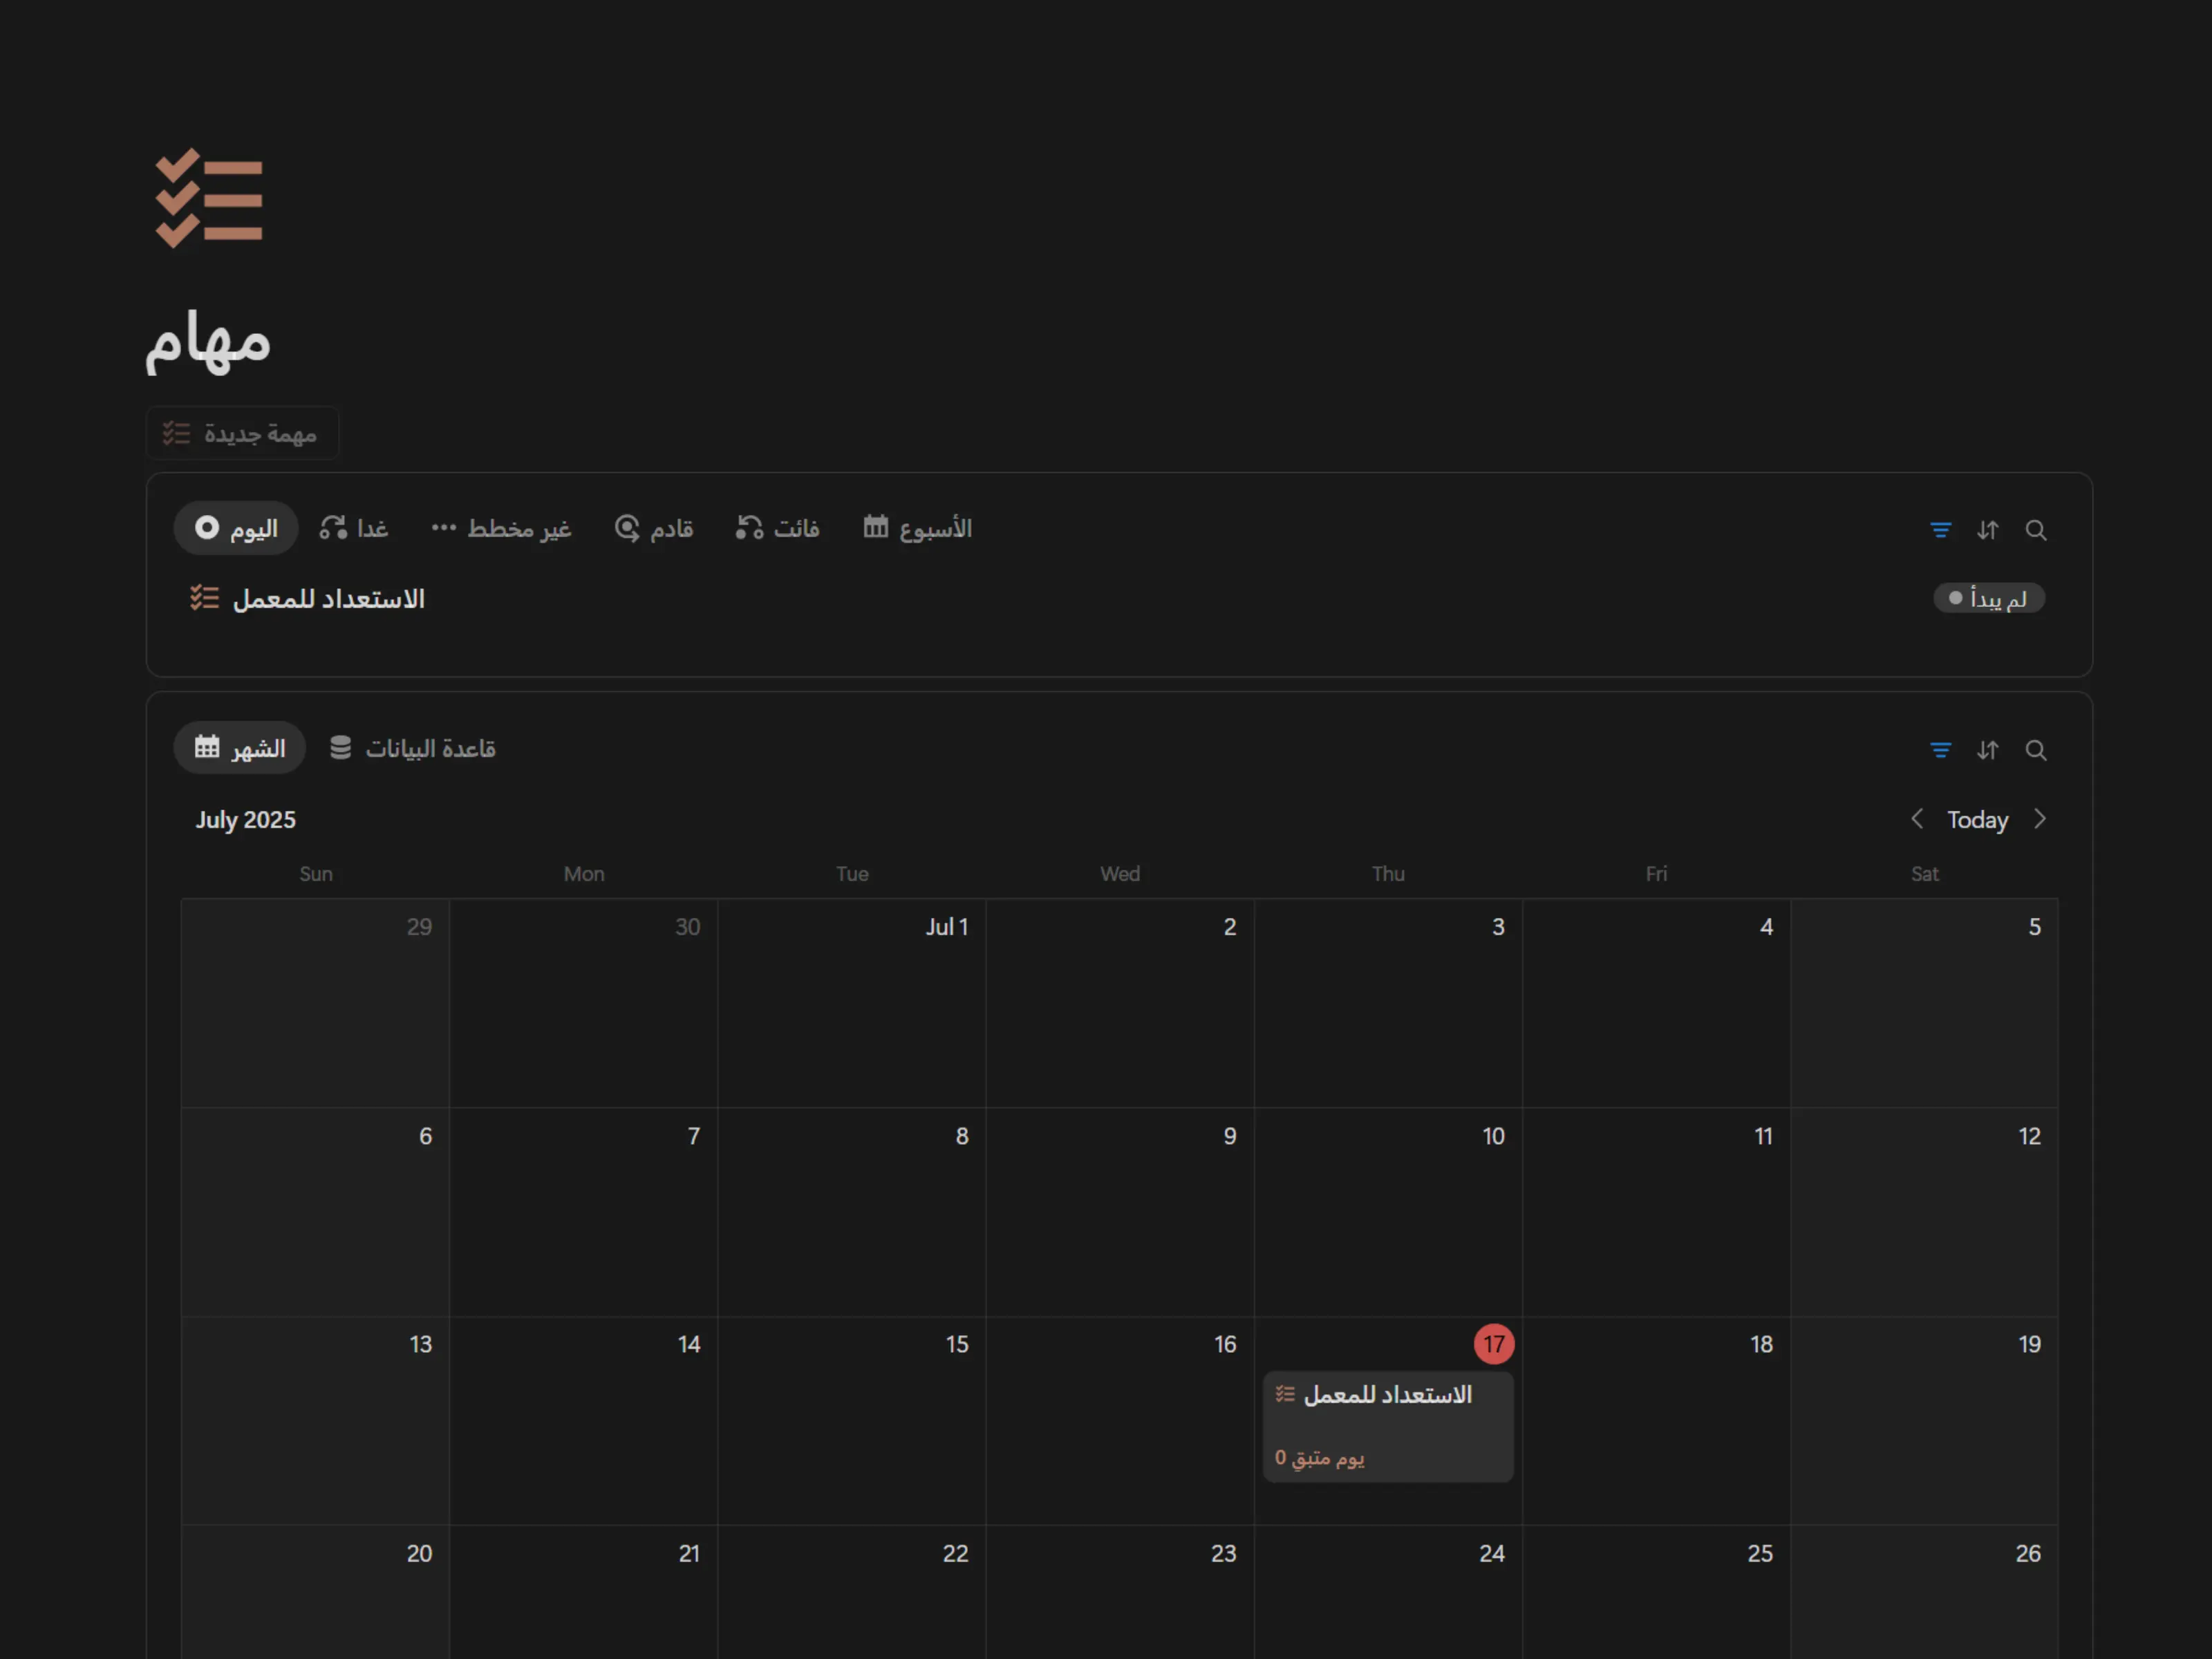 مهام
مهمة جديدة
اليوم غدا غير مخطط قادم فائت الأسبوع
الاستعداد للمعمل لم يبدأ
الشهر قاعدة البيانات
July 2025 Today
Sun Mon Tue Wed Thu Fri Sat
29 30 Jul 1 2 3 4 5
6 7 8 9 10 11 12
13 14 15 16 17 18 19
الاستعداد للمعمل
0 يوم متبقٍ
20 21 22 23 24 25 26